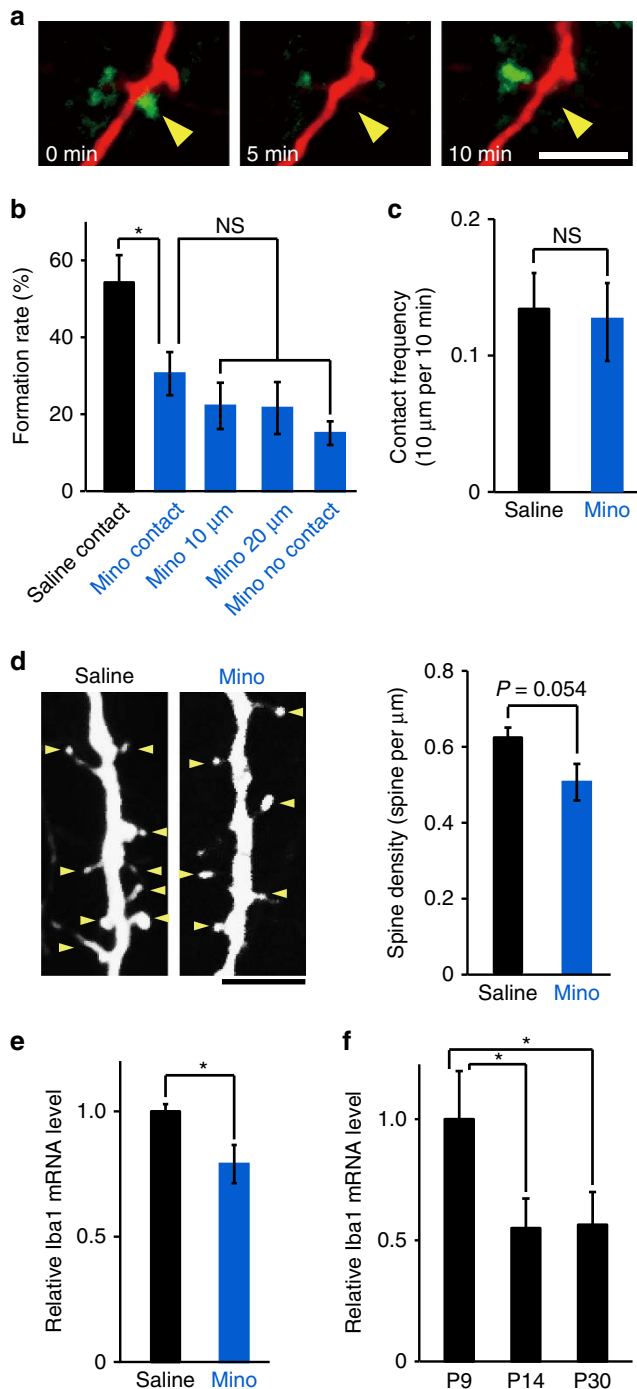 a
0 min
5 min
10 min
b
Formation rate (%)
60
40
20
0
*
NS
Saline contact
Mino contact
Mino 10 μm
Mino 20 μm
Mino no contact
c
Contact frequency
(10 μm per 10 min)
0.2
0.1
0
NS
Saline
Mino
d
Saline
Mino
Spine density (spine per μm)
0.8
0.6
0.4
0.2
0
P = 0.054
Saline
Mino
e
Relative Iba1 mRNA level
1.0
0.5
0
*
Saline
Mino
f
Relative Iba1 mRNA level
1.0
0.5
0
*
*
P9
P14
P30